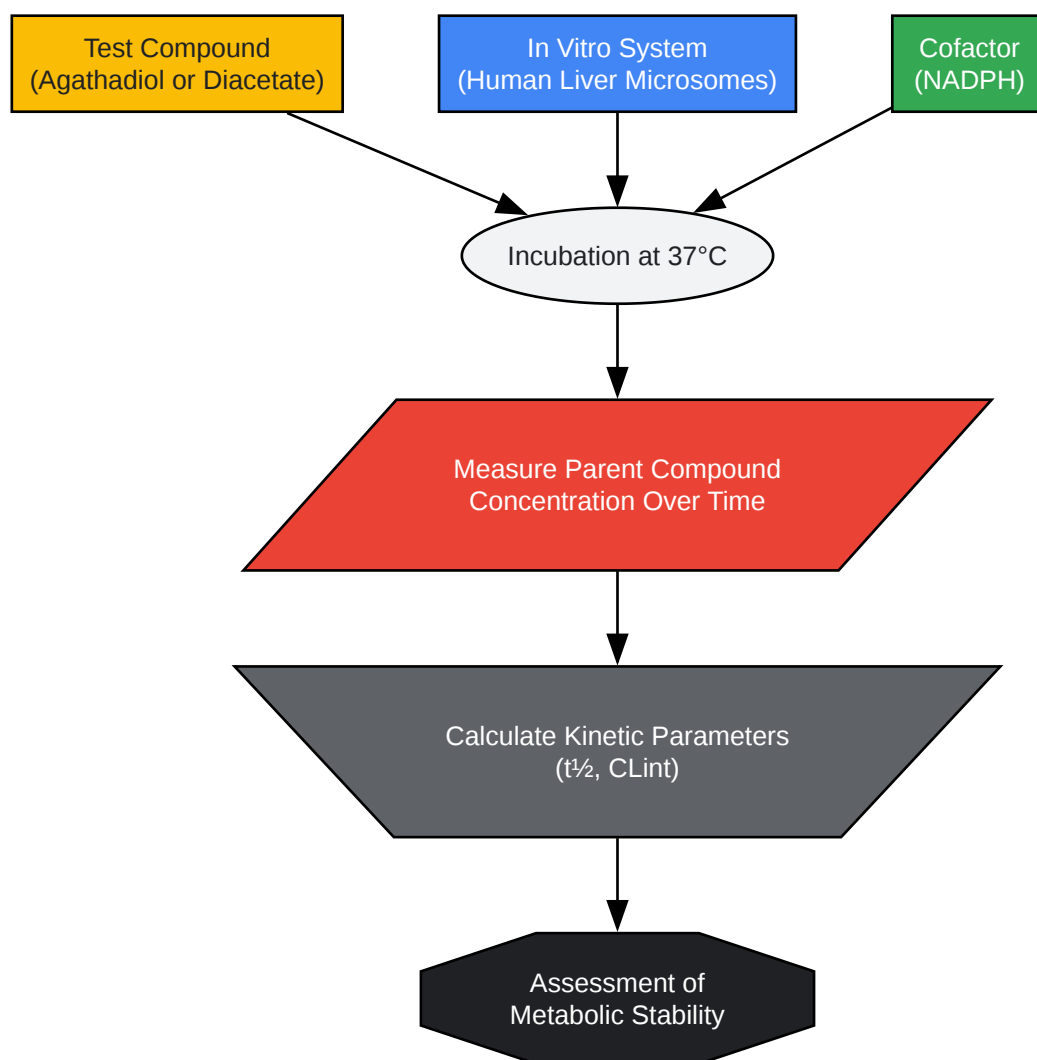 Test Compound
(Agathadiol or Diacetate)
In Vitro System
(Human Liver Microsomes)
Cofactor
(NADPH)
Incubation at 37°C
Measure Parent Compound
Concentration Over Time
Calculate Kinetic Parameters
(t½, CLint)
Assessment of
Metabolic Stability